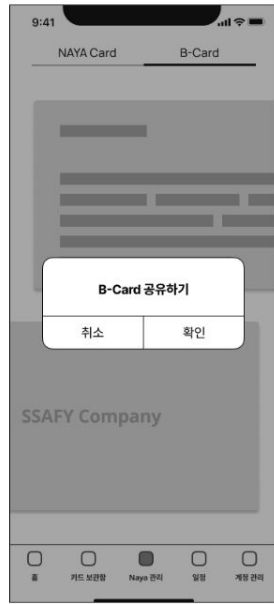 9:41
NAYA Card B-Card
B-Card 공유하기
취소 확인
SSAFY Company
홈 카드 보관함 Naya 관리 일정 계정 관리